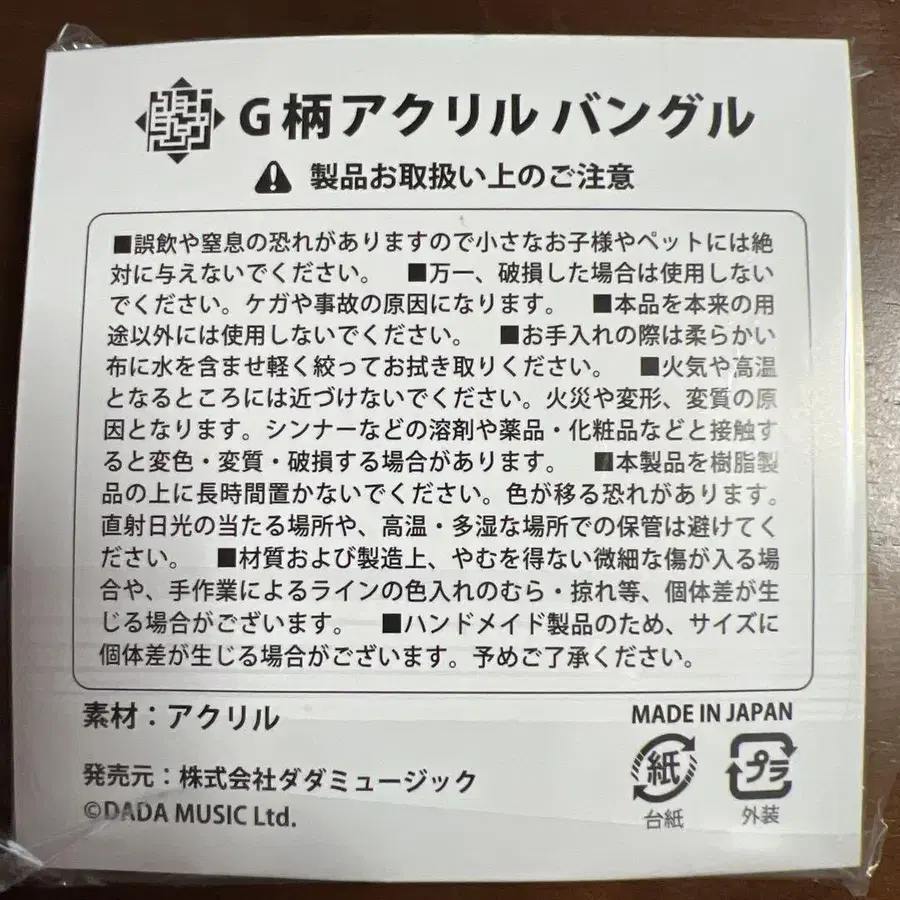 G柄アクリル バングル
製品お取扱い上のご注意
■誤飲や窒息の恐れがありますので小さなお子様やペットには絶
対に与えないでください。 ■万一、破損した場合は使用しない
でください。ケガや事故の原因になります。 ■本品を本来の用
途以外には使用しないでください。 ■お手入れの際は柔らかい
布に水を含ませ軽く絞ってお拭き取りください。 ■火気や高温
となるところには近づけないでください。火災や変形、変質の原
因となります。シンナーなどの溶剤や薬品・化粧品などと接触す
ると変色・変質・破損する場合があります。 ■本製品を樹脂製
品の上に長時間置かないでください。色が移る恐れがあります。
直射日光の当たる場所や、高温・多湿な場所での保管は避けてく
ださい。 ■材質および製造上、やむを得ない微細な傷が入る場
合や、手作業によるラインの色入れのむら・掠れ等、個体差が生
じる場合がございます。 ■ハンドメイド製品のため、サイズに
個体差が生じる場合がございます。予めご了承ください。
素材：アクリル
MADE IN JAPAN
発売元：株式会社ダダミュージック
©DADA MUSIC Ltd.
紙
台紙
プラ
外装